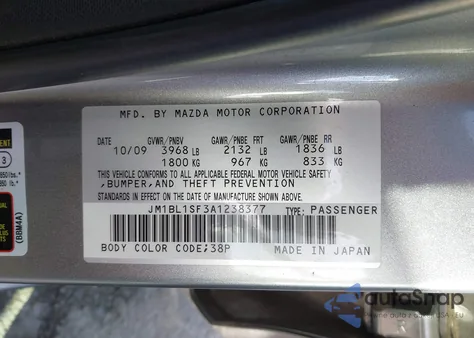 MFD. BY MAZDA MOTOR CORPORATION
DATE GVWR/PNBV GAWR/PNBE FRT GAWR/PNBE RR
10/09 3968 LB 2132 LB 1836 LB
1800 KG 967 KG 833 KG
THIS VEHICLE CONFORMS TO ALL APPLICABLE FEDERAL MOTOR VEHICLE SAFETY
,BUMPER,AND THEFT PREVENTION
STANDARDS IN EFFECT ON THE DATE OF MANUFACTURE SHOWN ABOVE.
JM1BL1SF3A1238377 TYPE: PASSENGER
BODY COLOR CODE;38P MADE IN JAPAN
(BBM4A)
3
autoSnap